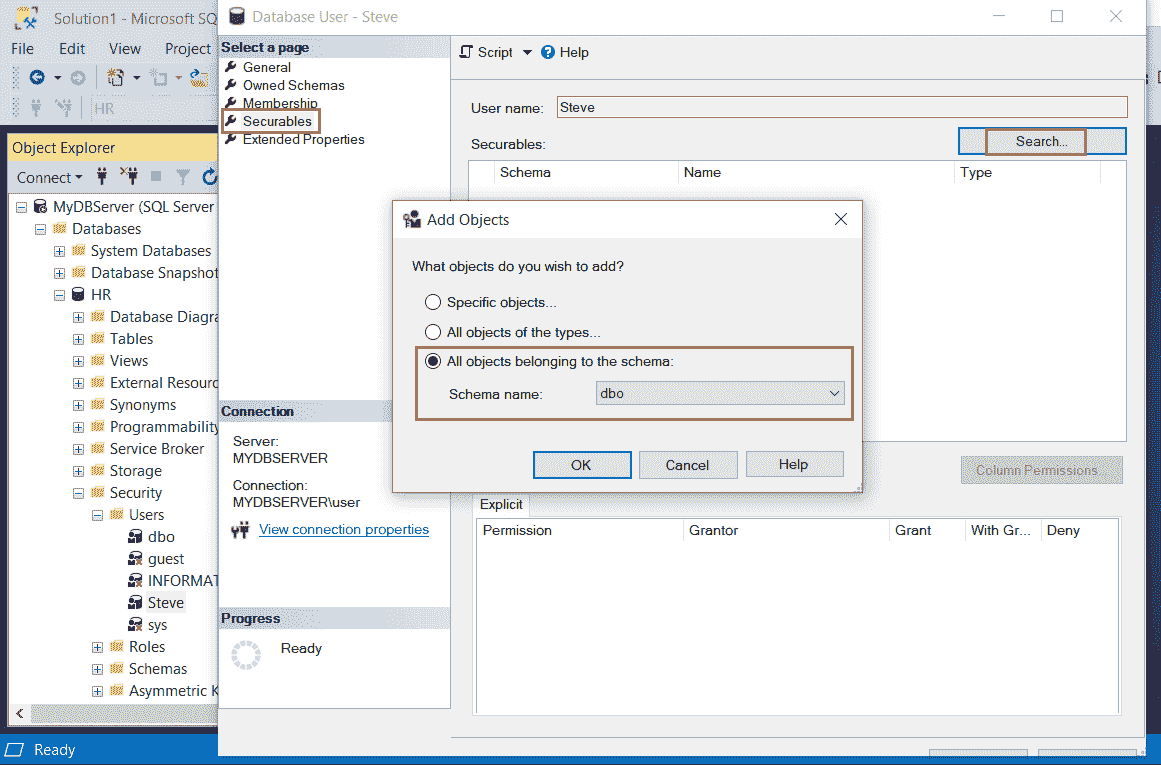 Solution1 - Microsoft SQ
File Edit View Project
HR
Object Explorer
Connect
MyDBServer (SQL Server
Databases
System Databases
Database Snapshot
HR
Database Diagra
Tables
Views
External Resour
Synonyms
Programmability
Service Broker
Storage
Security
Users
dbo
guest
INFORMAT
Steve
sys
Roles
Schemas
Asymmetric K
Ready
Database User - Steve
Select a page
General
Owned Schemas
Membership
Securables
Extended Properties
Connection
Server:
MYDBSERVER
Connection:
MYDBSERVER\user
View connection properties
Progress
Ready
Script Help
User name: Steve
Securables: Search...
Schema Name Type
Add Objects
What objects do you wish to add?
Specific objects...
All objects of the types...
All objects belonging to the schema:
Schema name: dbo
OK Cancel Help
Column Permissions
Explicit
Permission Grantor Grant With Gr... Deny